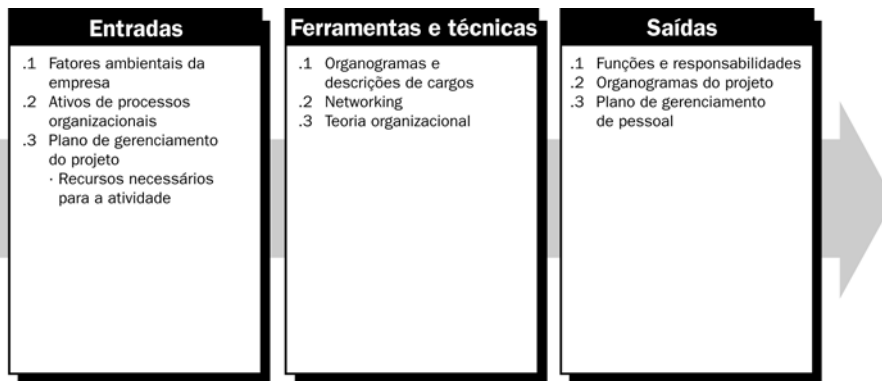 Entradas
.1 Fatores ambientais da
empresa
.2 Ativos de processos
organizacionais
.3 Plano de gerenciamento
do projeto
· Recursos necessários
para a atividade
Ferramentas e técnicas
.1 Organogramas e
descrições de cargos
.2 Networking
.3 Teoria organizacional
Saídas
.1 Funções e responsabilidades
.2 Organogramas do projeto
.3 Plano de gerenciamento
de pessoal